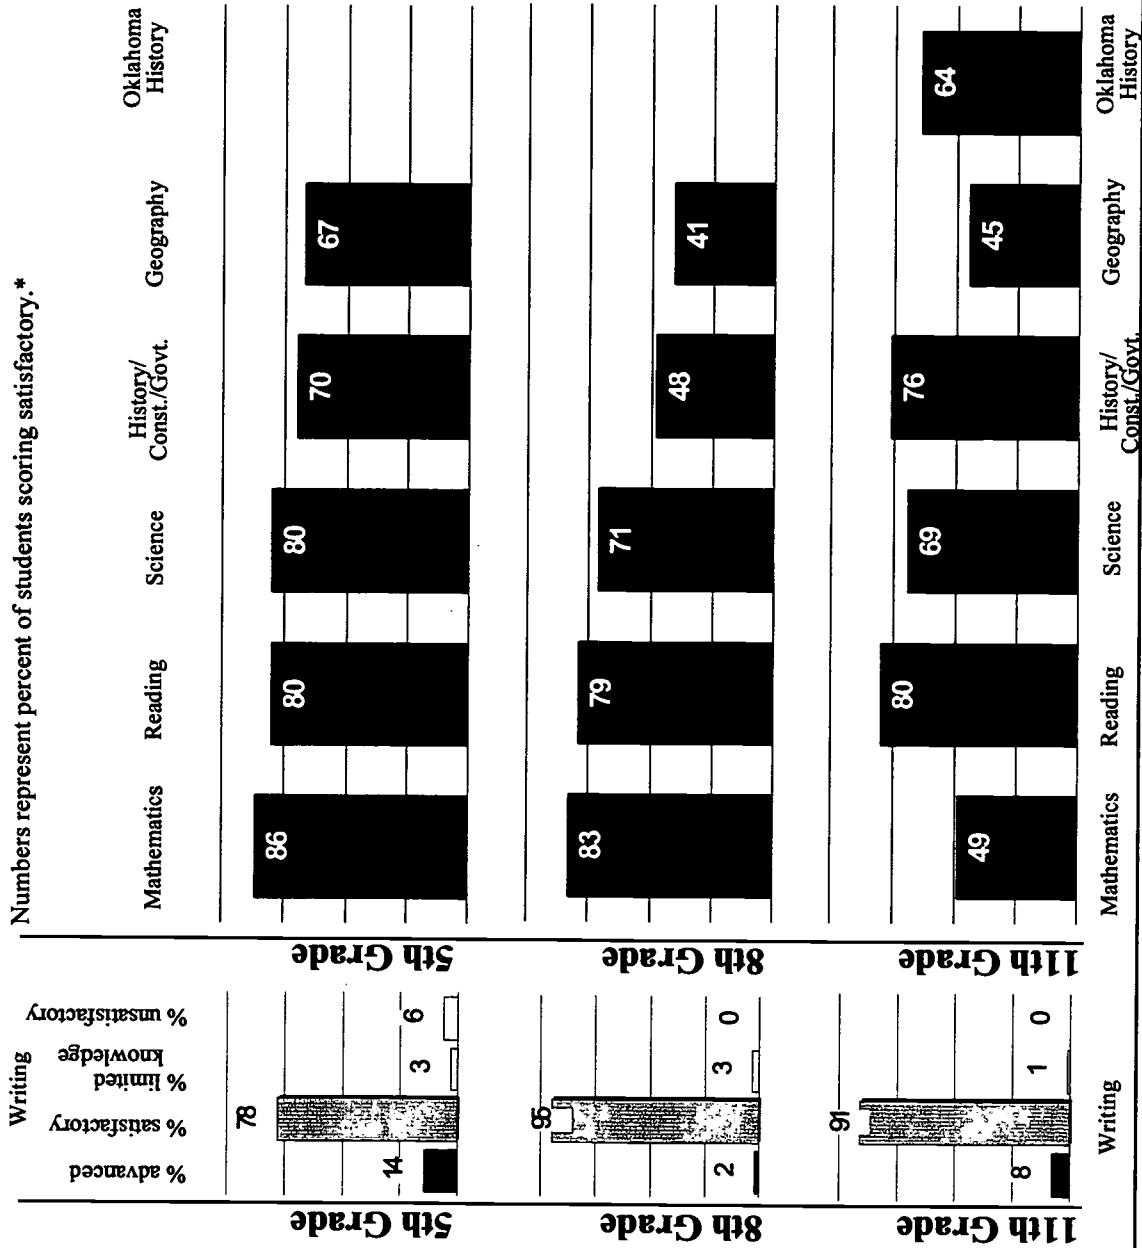 Numbers represent percent of students scoring satisfactory.*
Writing
% advanced
% satisfactory
% limited
knowledge
% unsatisfactory
Mathematics
Reading
Science
History/
Const./Govt.
Geography
Oklahoma
History
5th Grade
14
78
3
6
5th Grade
86
80
80
70
67
8th Grade
2
95
3
0
8th Grade
83
79
71
48
41
11th Grade
8
91
1
0
11th Grade
49
80
69
76
45
64
Writing
Mathematics
Reading
Science
History/
Const./Govt.
Geography
Oklahoma
History